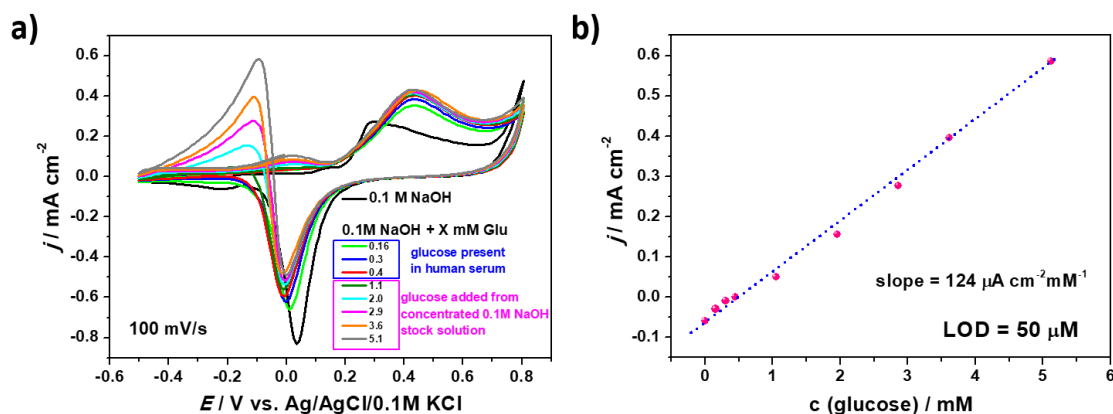 a)
j / mA cm-2
0.6
0.4
0.2
0.0
-0.2
-0.4
-0.6
-0.8
0.1 M NaOH
0.1M NaOH + X mM Glu
0.16
0.3
0.4
glucose present
in human serum
1.1
2.0
2.9
3.6
5.1
glucose added from
concentrated 0.1M NaOH
stock solution
100 mV/s
-0.6 -0.4 -0.2 0.0 0.2 0.4 0.6 0.8
E / V vs. Ag/AgCl/0.1M KCl
b)
j / mA cm-2
0.6
0.5
0.4
0.3
0.2
0.1
0.0
-0.1
slope = 124 μA cm-2mM-1
LOD = 50 μM
0 1 2 3 4 5 6
c (glucose) / mM